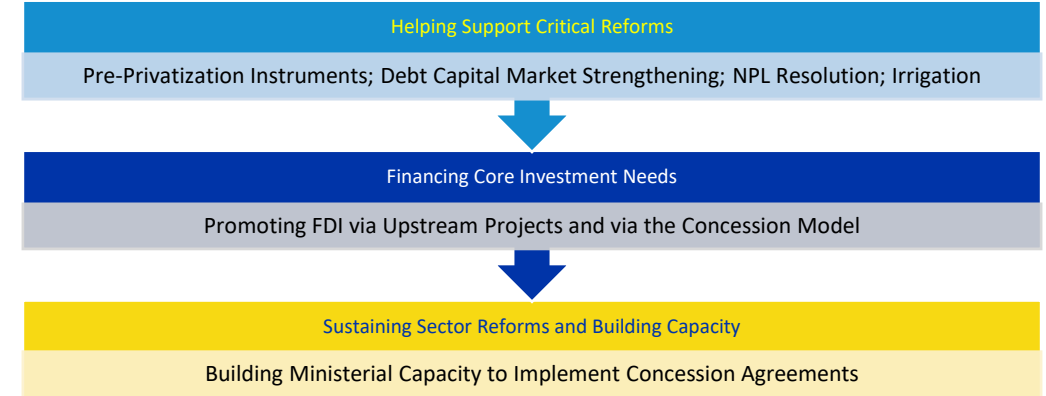 Helping Support Critical Reforms
Pre-Privatization Instruments; Debt Capital Market Strengthening; NPL Resolution; Irrigation
Financing Core Investment Needs
Promoting FDI via Upstream Projects and via the Concession Model
Sustaining Sector Reforms and Building Capacity
Building Ministerial Capacity to Implement Concession Agreements